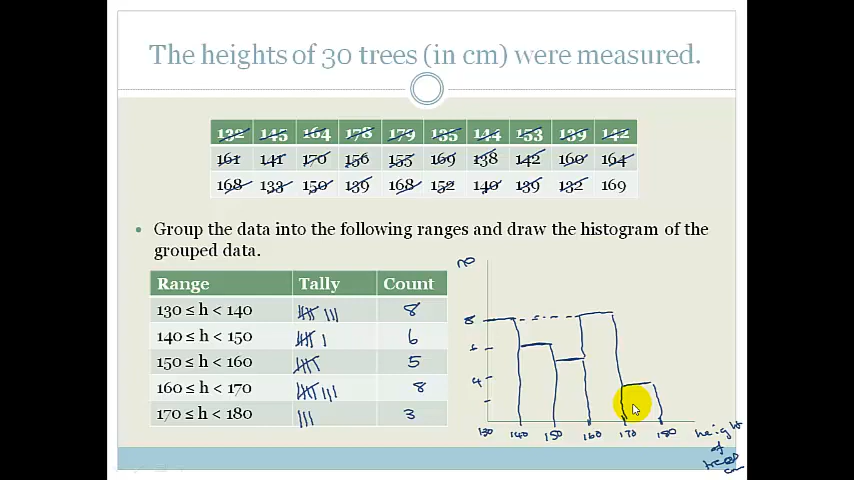 The heights of 30 trees (in cm) were measured.
132 145 164 178 179 135 144 153 139 142
161 141 170 156 155 169 138 142 160 164
168 133 150 139 168 152 140 139 132 169
• Group the data into the following ranges and draw the histogram of the
grouped data.
Range Tally Count
130 ≤ h < 140 8
140 ≤ h < 150 6
150 ≤ h < 160 5
160 ≤ h < 170 8
170 ≤ h < 180 3
no
8
6
4
130 140 150 160 170 180 height
of
trees
cm